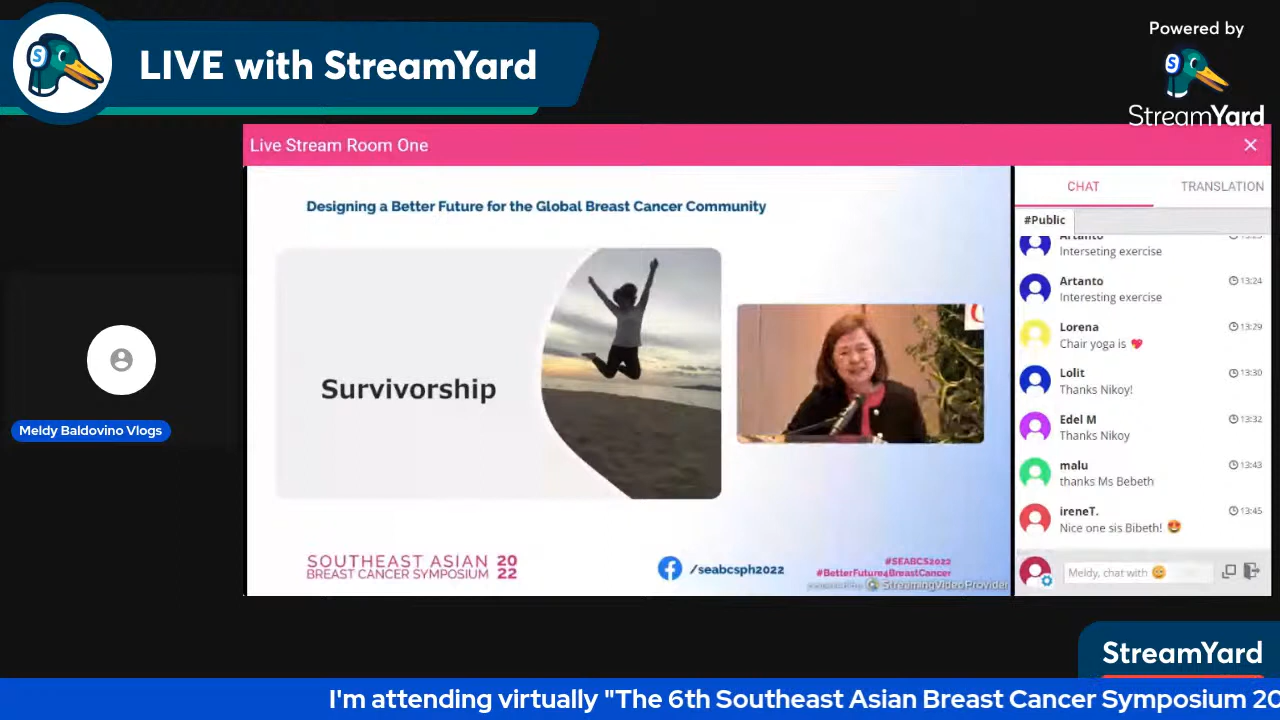 LIVE with StreamYard
Powered by
StreamYard
Live Stream Room One
Designing a Better Future for the Global Breast Cancer Community
Survivorship
SOUTHEAST ASIAN 20
BREAST CANCER SYMPOSIUM 22
/seabcsph2022
#SEABCS2022
#BetterFuture4BreastCancer
StreamingVideoProvider
Meldy Baldovino Vlogs
CHAT TRANSLATION
#Public
Artanto
Interseting exercise
Artanto 13:24
Interesting exercise
Lorena 13:29
Chair yoga is 💖
Lolit 13:30
Thanks Nikoy!
Edel M 13:32
Thanks Nikoy
malu 13:43
thanks Ms Bebeth
ireneT. 13:45
Nice one sis Bibeth! 😍
Meldy, chat with
StreamYard
I'm attending virtually "The 6th Southeast Asian Breast Cancer Symposium 20